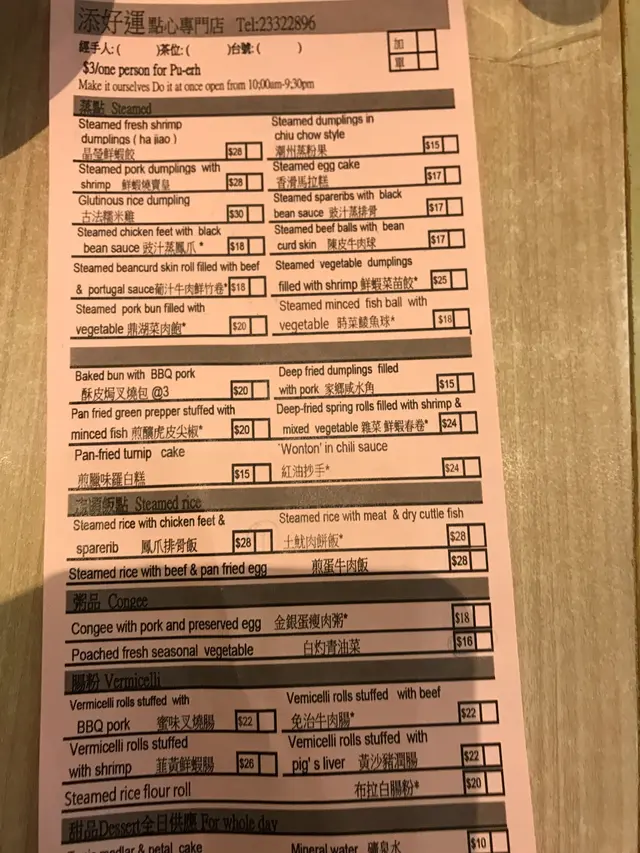 添好運 點心專門店 Tel:23322896
經手人:( )茶位:( )台號:( )
加
單
$3/one person for Pu-erh
Make it ourselves Do it at once open from 10:00am-9:30pm
蒸點 Steamed
Steamed fresh shrimp
dumplings ( ha jiao )
晶瑩鮮蝦餃 $28
Steamed dumplings in
chiu chow style
潮州蒸粉果 $15
Steamed pork dumplings with
shrimp 鮮蝦燒賣皇 $28
Steamed egg cake
香滑馬拉糕 $17
Glutinous rice dumpling
古法糯米雞 $30
Steamed spareribs with black
bean sauce 豉汁蒸排骨 $17
Steamed chicken feet with black
bean sauce 豉汁蒸鳳爪* $18
Steamed beef balls with bean
curd skin 陳皮牛肉球 $17
Steamed beancurd skin roll filled with beef
& portugal sauce葡汁牛肉鮮竹卷* $18
Steamed vegetable dumplings
filled with shrimp 鮮蝦菜苗餃* $25
Steamed pork bun filled with
vegetable 鼎湖菜肉飽* $20
Steamed minced fish ball with
vegetable 時菜鯪魚球* $18
Baked bun with BBQ pork
酥皮焗叉燒包 @3 $20
Deep fried dumplings filled
with pork 家鄉咸水角 $15
Pan fried green prepper stuffed with
minced fish 煎釀虎皮尖椒* $20
Deep-fried spring rolls filled with shrimp &
mixed vegetable 雜菜鮮蝦春卷* $24
Pan-fried turnip cake
煎臘味羅白糕 $15
'Wonton' in chili sauce
紅油抄手* $24
飯點 Steamed rice
Steamed rice with chicken feet &
sparerib 鳳爪排骨飯 $28
Steamed rice with meat & dry cuttle fish
土魷肉餅飯* $28
Steamed rice with beef & pan fried egg 煎蛋牛肉飯 $28
粥品 Congee
Congee with pork and preserved egg 金銀蛋瘦肉粥* $18
Poached fresh seasonal vegetable 白灼青油菜 $16
腸粉 Vermicelli
Vermicelli rolls stuffed with
BBQ pork 蜜味叉燒腸 $22
Vemicelli rolls stuffed with beef
免治牛肉腸* $22
Vermicelli rolls stuffed
with shrimp 韮黃鮮蝦腸 $26
Vermicelli rolls stuffed with
pig's liver 黃沙豬潤腸 $22
Steamed rice flour roll 布拉白腸粉* $20
甜品Dessert全日供應 For whole day
medlar & petal cake
Mineral water 礦泉水 $10